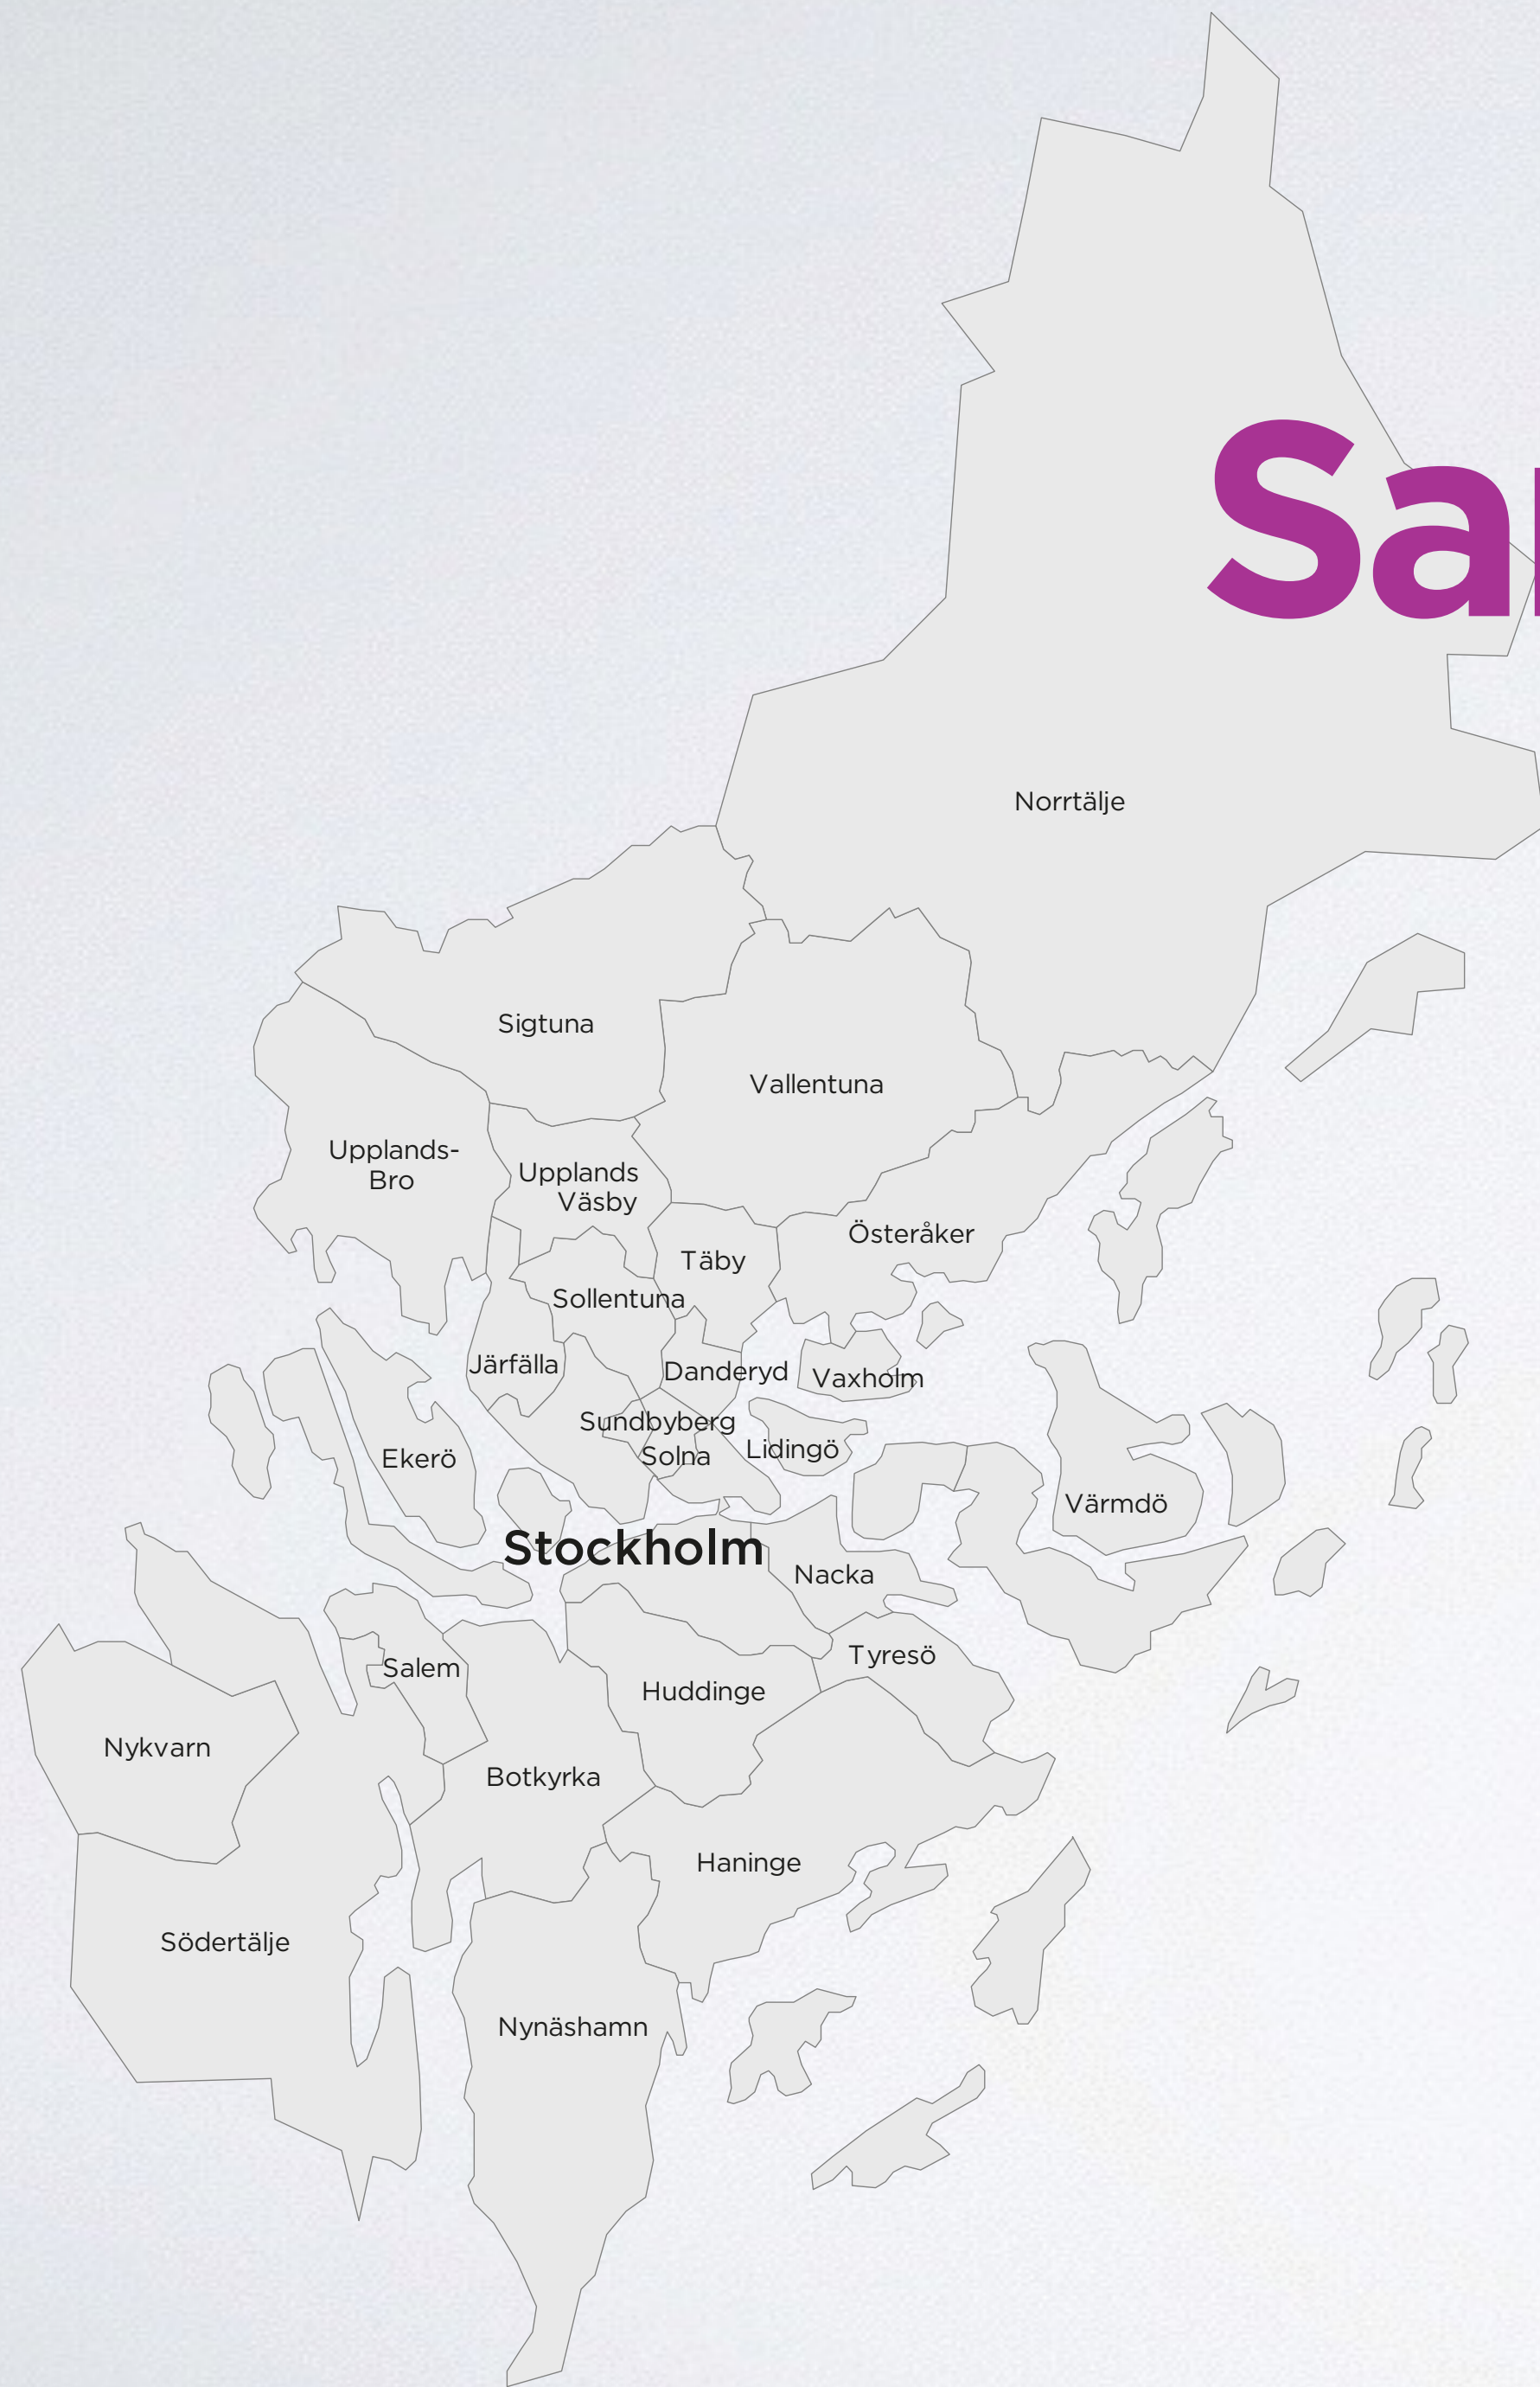 Norrtälje
Sigtuna
Vallentuna
Upplands-
Bro
Upplands
Väsby
Österåker
Täby
Sollentuna
Järfälla
Danderyd
Vaxholm
Sundbyberg
Lidingö
Solna
Ekerö
Värmdö
Stockholm
Nacka
Tyresö
Salem
Huddinge
Nykvarn
Botkyrka
Haninge
Södertälje
Nynäshamn